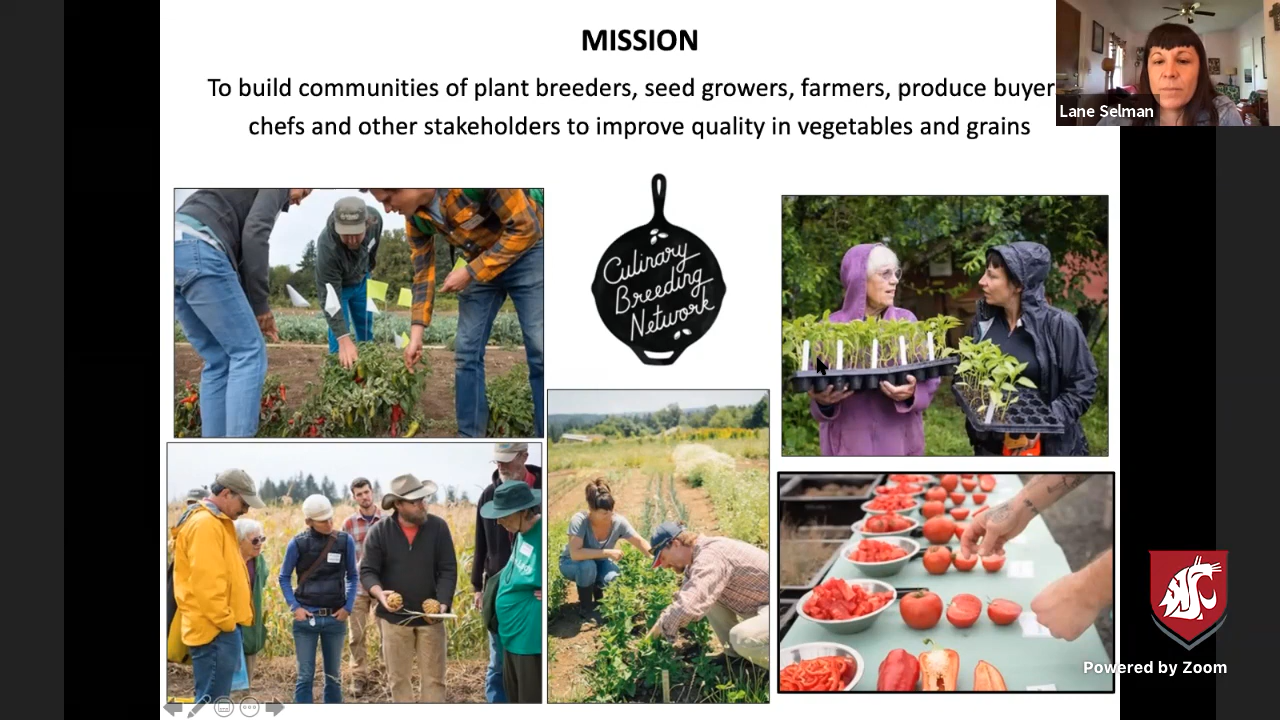 MISSION
To build communities of plant breeders, seed growers, farmers, produce buyer
chefs and other stakeholders to improve quality in vegetables and grains
Lane Selman
Culinary
Breeding
Network
Powered by Zoom